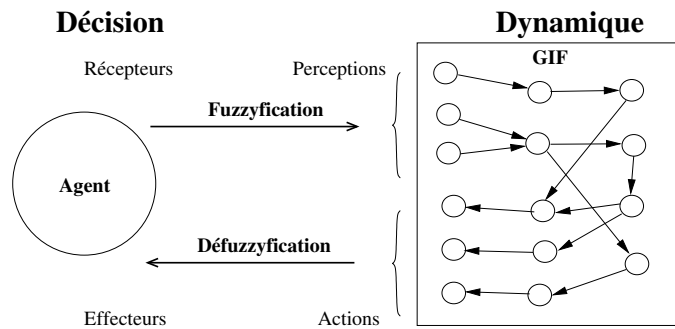 Décision
Dynamique
Récepteurs
Perceptions
GIF
Fuzzyfication
Agent
Défuzzyfication
Effecteurs
Actions